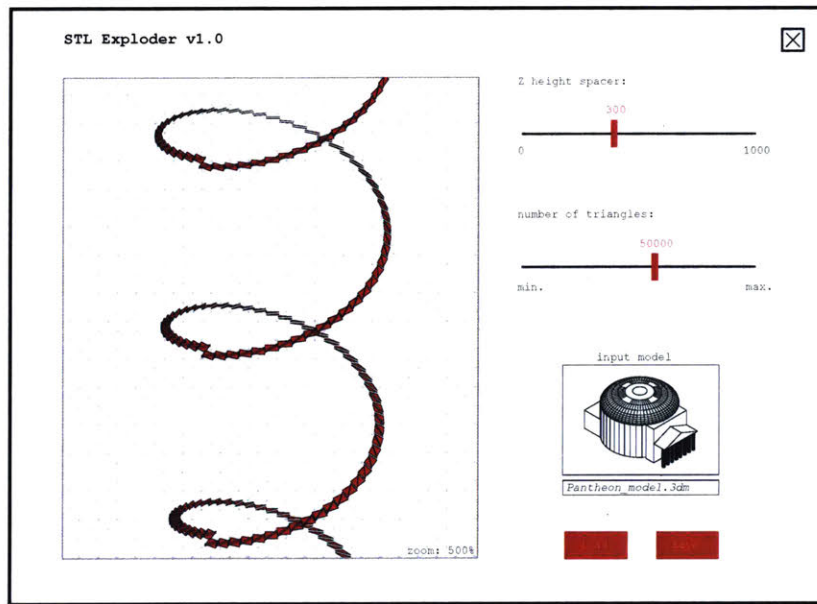 STL Exploder v1.0
Z height spacer:
300
0
1000
number of triangles:
50000
min.
max.
input model
Pantheon_model.3dm
zoom: 500%